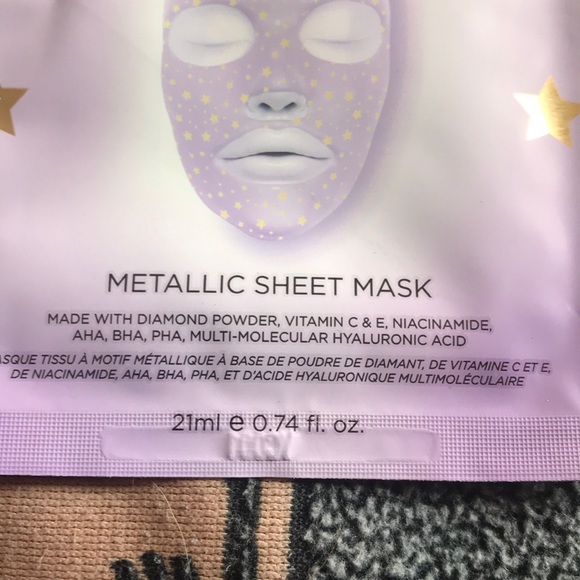 METALLIC SHEET MASK
MADE WITH DIAMOND POWDER, VITAMIN C & E, NIACINAMIDE,
AHA, BHA, PHA, MULTI-MOLECULAR HYALURONIC ACID
TISSU À MOTIF MÉTALLIQUE À BASE DE POUDRE DE DIAMANT, DE VITAMINE C ET E,
DE NIACINAMIDE, AHA, BHA, PHA, ET D'ACIDE HYALURONIQUE MULTIMOLÉCULAIRE
21ml e 0.74 fl. oz.